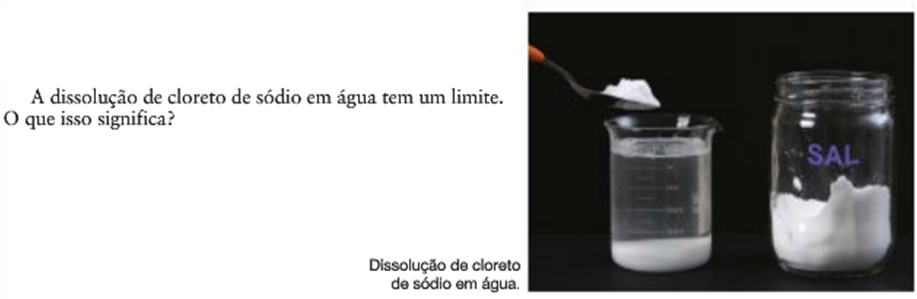 A dissolução de cloreto de sódio em água tem um limite.
O que isso significa?
SAL
Dissolução de cloreto
de sódio em água.